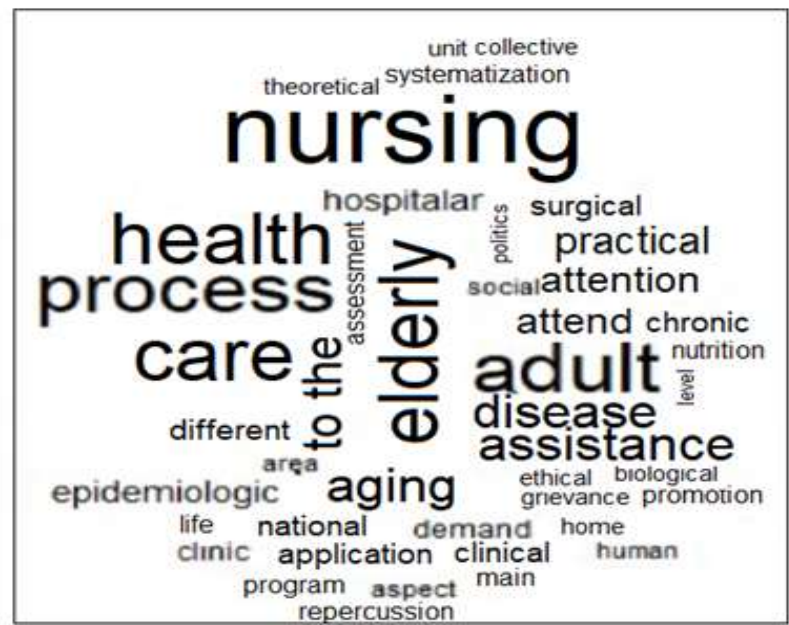 unit collective
theoretical systematization
nursing
hospitalar
surgical
politics
health
assessment
elderly
practical
process
social attention
attend chronic
care
to the
adult
nutrition
level
disease
different
assistance
area
epidemiologic
aging
ethical biological
grievance promotion
life national demand home
clinic application clinical human
program aspect main
repercussion